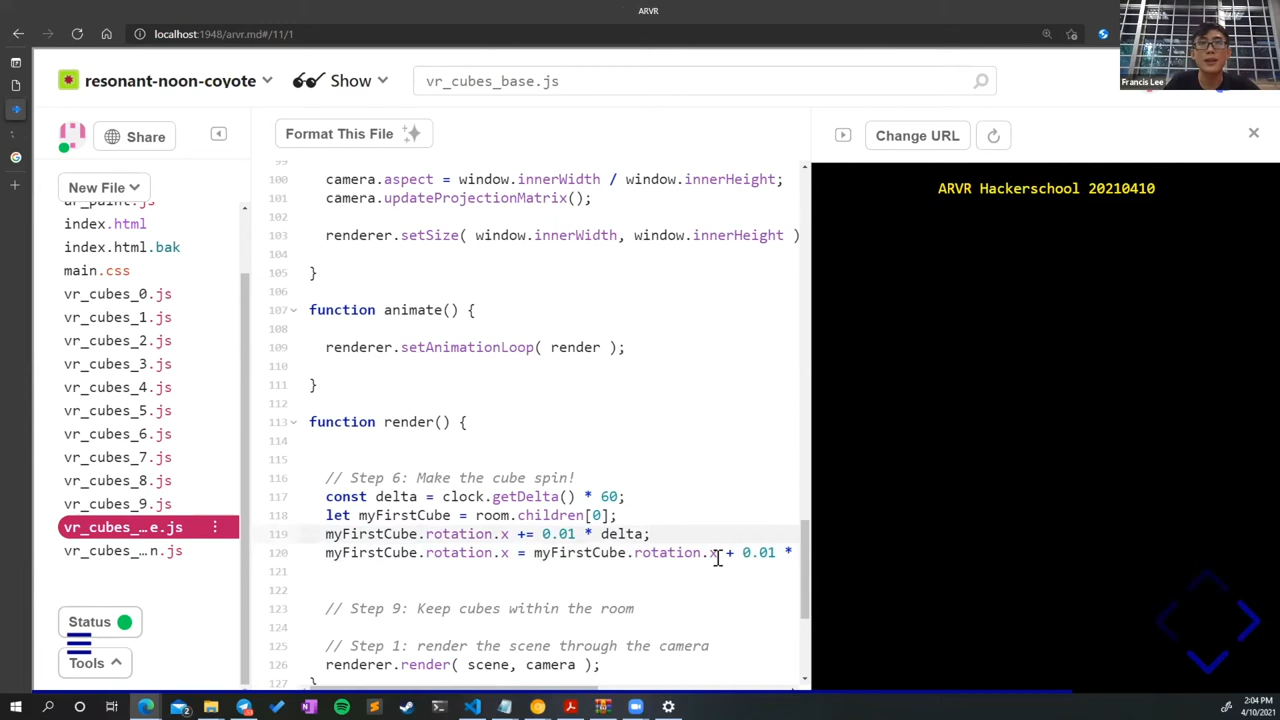 ARVR
localhost:1948/arvr.md#/11/1
Francis Lee
resonant-noon-coyote
Show
vr_cubes_base.js
Share
Format This File
Change URL
New File
ar_paint.js
index.html
index.html.bak
main.css
vr_cubes_0.js
vr_cubes_1.js
vr_cubes_2.js
vr_cubes_3.js
vr_cubes_4.js
vr_cubes_5.js
vr_cubes_6.js
vr_cubes_7.js
vr_cubes_8.js
vr_cubes_9.js
vr_cubes_…e.js
vr_cubes_…n.js
Status
Tools
99
100 camera.aspect = window.innerWidth / window.innerHeight;
101 camera.updateProjectionMatrix();
102
103 renderer.setSize( window.innerWidth, window.innerHeight )
104
105 }
106
107 function animate() {
108
109 renderer.setAnimationLoop( render );
110
111 }
112
113 function render() {
114
115
116 // Step 6: Make the cube spin!
117 const delta = clock.getDelta() * 60;
118 let myFirstCube = room.children[0];
119 myFirstCube.rotation.x += 0.01 * delta;
120 myFirstCube.rotation.x = myFirstCube.rotation.x + 0.01 *
121
122
123 // Step 9: Keep cubes within the room
124
125 // Step 1: render the scene through the camera
126 renderer.render( scene, camera );
127 }
ARVR Hackerschool 20210410
2:04 PM
4/10/2021